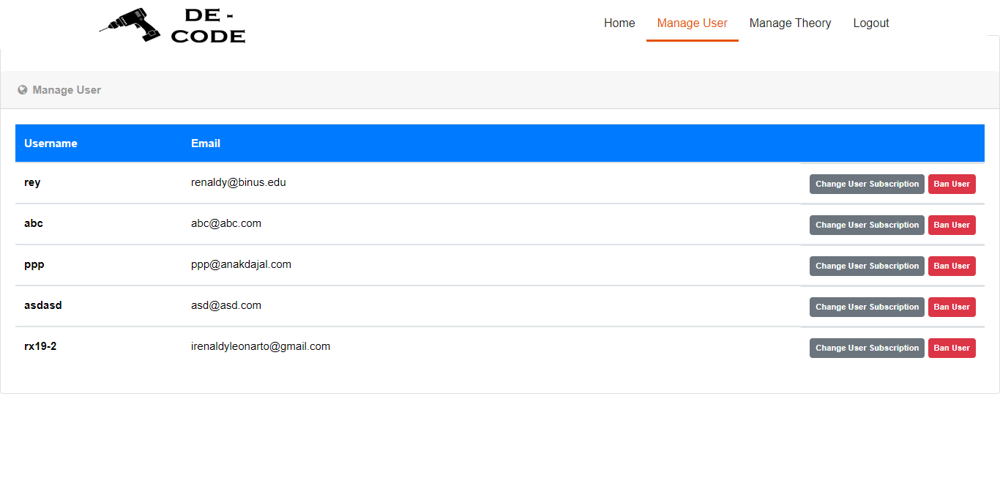 DE -
CODE
Home Manage User Manage Theory Logout
Manage User
Username Email
rey renaldy@binus.edu Change User Subscription Ban User
abc abc@abc.com Change User Subscription Ban User
ppp ppp@anakdajal.com Change User Subscription Ban User
asdasd asd@asd.com Change User Subscription Ban User
rx19-2 irenaldyleonarto@gmail.com Change User Subscription Ban User